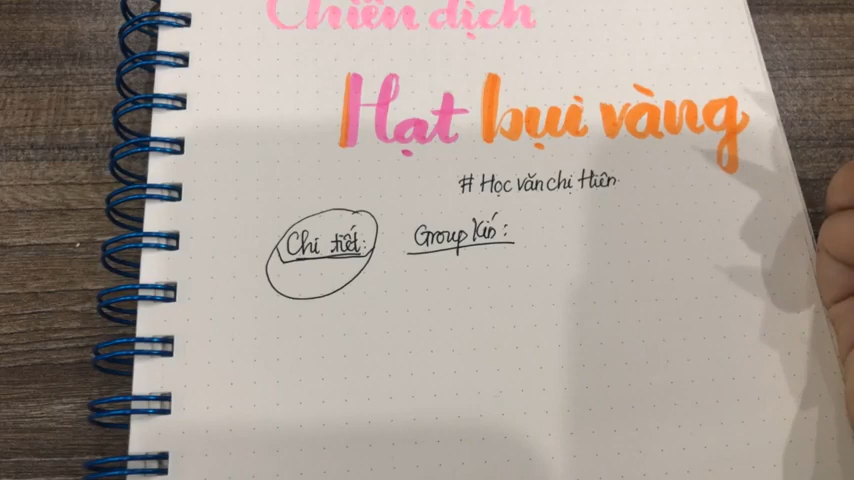 Chiến dịch
Hạt bụi vàng
# Học văn chị Hiên
Chi tiết: Group kín: